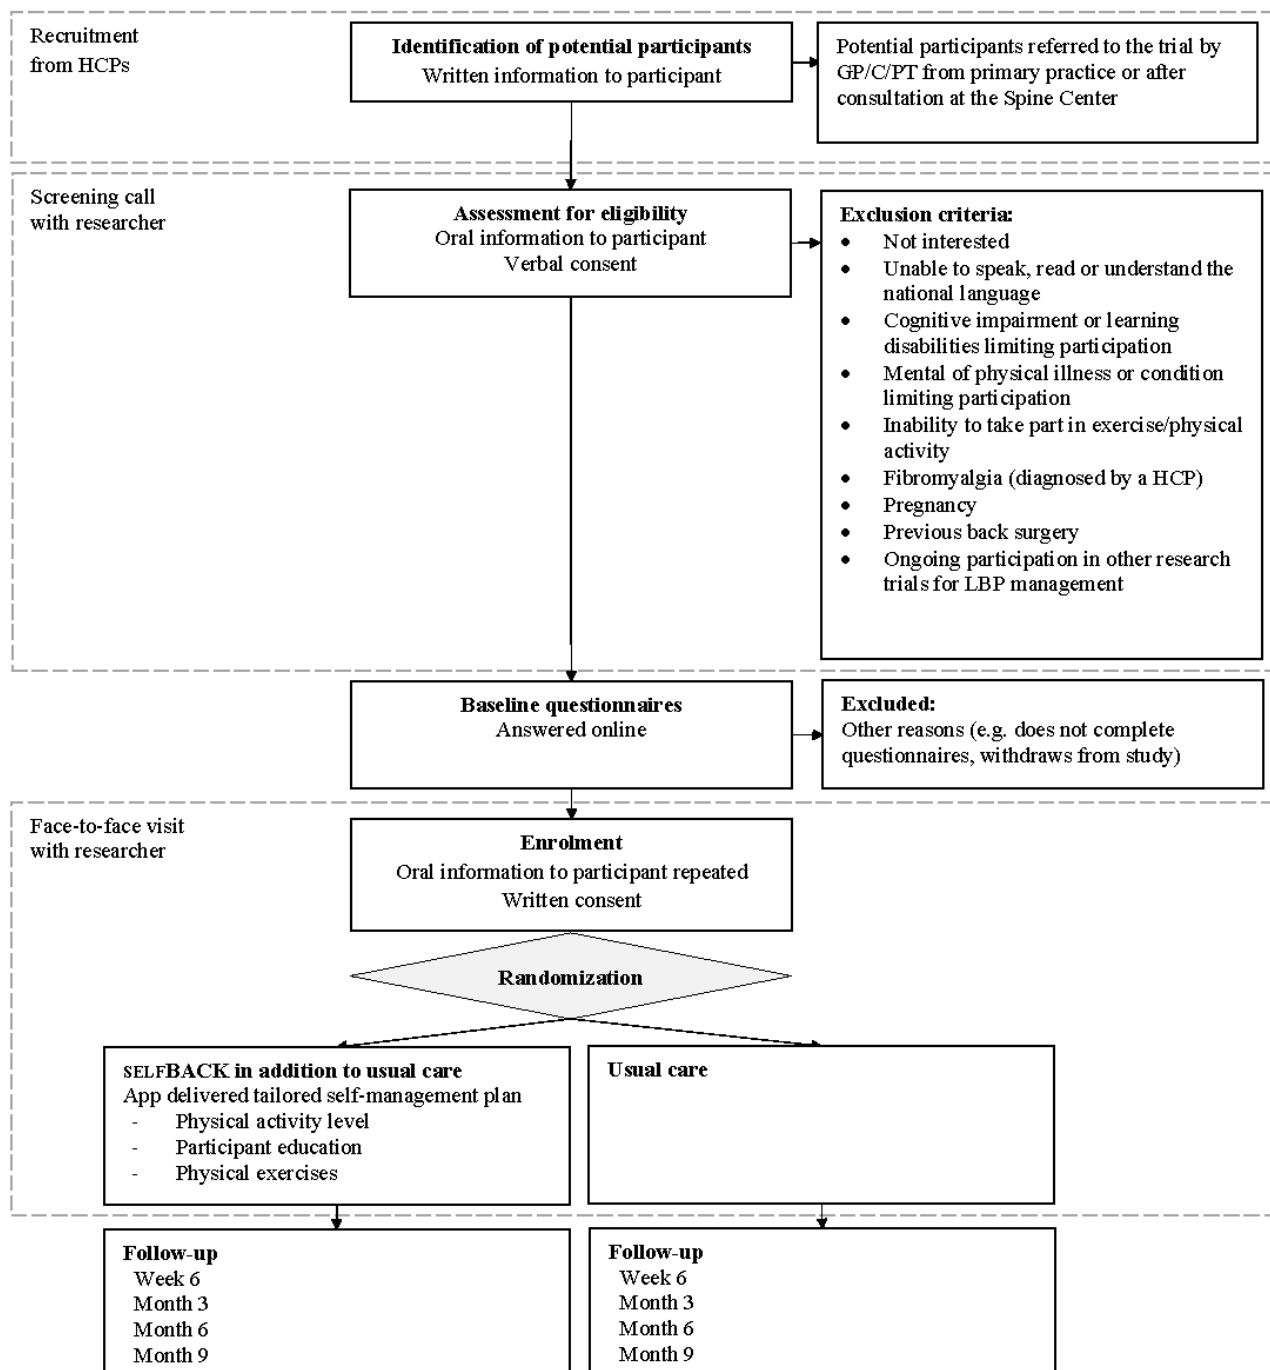 Recruitment
from HCPs
Identification of potential participants
Written information to participant
Potential participants referred to the trial by
GP/C/PT from primary practice or after
consultation at the Spine Center
Screening call
with researcher
Assessment for eligibility
Oral information to participant
Verbal consent
Exclusion criteria:
• Not interested
• Unable to speak, read or understand the
national language
• Cognitive impairment or learning
disabilities limiting participation
• Mental of physical illness or condition
limiting participation
• Inability to take part in exercise/physical
activity
• Fibromyalgia (diagnosed by a HCP)
• Pregnancy
• Previous back surgery
• Ongoing participation in other research
trials for LBP management
Baseline questionnaires
Answered online
Excluded:
Other reasons (e.g. does not complete
questionnaires, withdraws from study)
Face-to-face visit
with researcher
Enrolment
Oral information to participant repeated
Written consent
Randomization
SELFBACK in addition to usual care
App delivered tailored self-management plan
- Physical activity level
- Participant education
- Physical exercises
Usual care
Follow-up
Week 6
Month 3
Month 6
Month 9
Follow-up
Week 6
Month 3
Month 6
Month 9